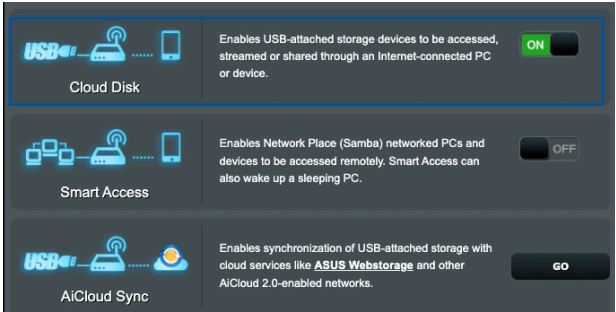 USB
Cloud Disk
Enables USB-attached storage devices to be accessed,
streamed or shared through an Internet-connected PC
or device.
ON
Smart Access
Enables Network Place (Samba) networked PCs and
devices to be accessed remotely. Smart Access can
also wake up a sleeping PC.
OFF
USB
AiCloud Sync
Enables synchronization of USB-attached storage with
cloud services like ASUS Webstorage and other
AiCloud 2.0-enabled networks.
GO